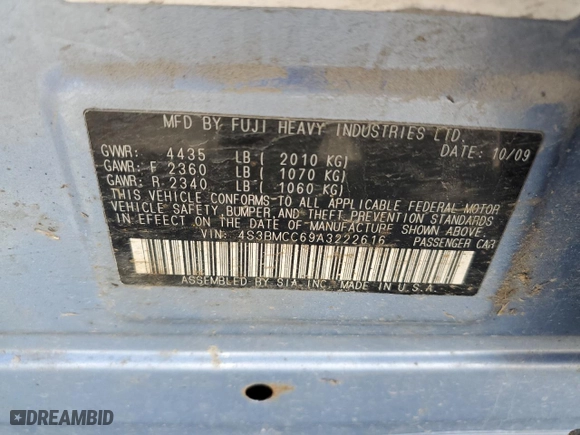 MFD BY FUJI HEAVY INDUSTRIES LTD.
GVWR: 4435 LB ( 2010 KG) DATE: 10/09
GAWR: F 2360 LB ( 1070 KG)
GAWR: R 2340 LB ( 1060 KG)
THIS VEHICLE CONFORMS TO ALL APPLICABLE FEDERAL MOTOR
VEHICLE SAFETY, BUMPER, AND THEFT PREVENTION STANDARDS
IN EFFECT ON THE DATE OF MANUFACTURE SHOWN ABOVE.
VIN: 4S3BMCC69A3222616 PASSENGER CAR
ASSEMBLED BY SIA, INC. MADE IN U.S.A.
DREAMBID